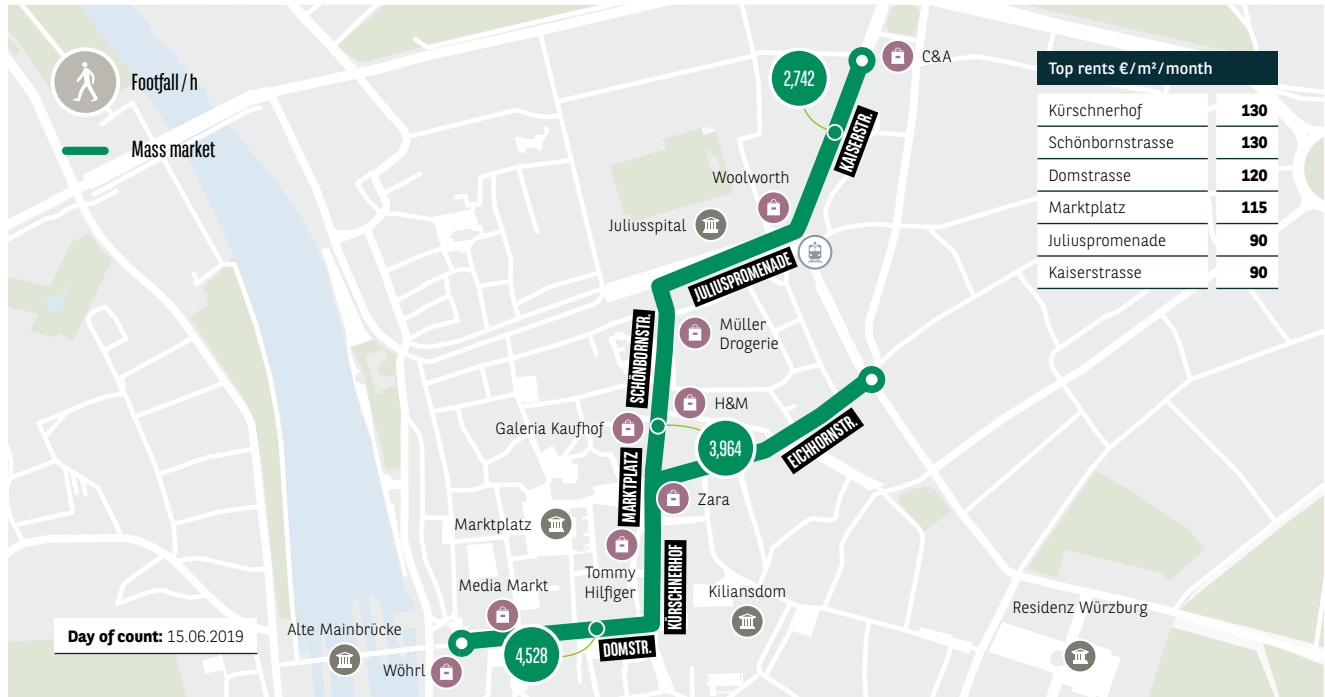 Footfall / h
Mass market
2,742
C&A
KAISERSTR.
Woolworth
Juliusspital
JULIUSPROMENADE
Müller
Drogerie
SCHÖNBORNSTR.
H&M
Galeria Kaufhof
3,964
EICHHORNSTR.
MARKTPLATZ
Zara
Marktplatz
Tommy
Hilfiger
KÜRSCHNERHOF
Media Markt
Kiliansdom
Residenz Würzburg
Alte Mainbrücke
DOMSTR.
4,528
Wöhrl
Day of count: 15.06.2019
Top rents €/m²/month
Kürschnerhof 130
Schönbornstrasse 130
Domstrasse 120
Marktplatz 115
Juliuspromenade 90
Kaiserstrasse 90